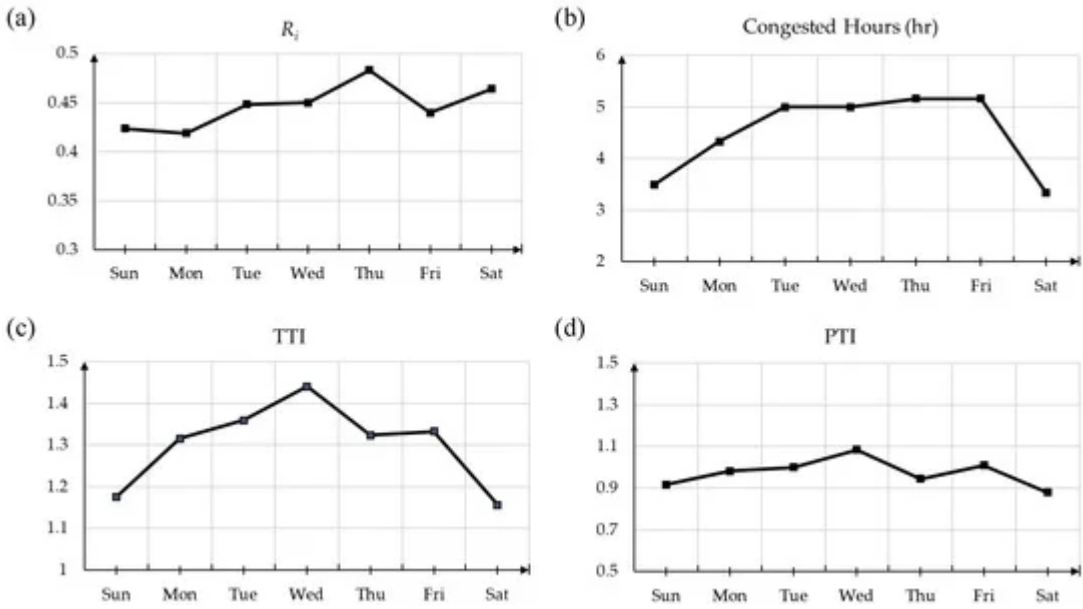 (a)
R_i
0.5
0.45
0.4
0.35
0.3
Sun Mon Tue Wed Thu Fri Sat
(b)
Congested Hours (hr)
6
5
4
3
2
Sun Mon Tue Wed Thu Fri Sat
(c)
TTI
1.5
1.4
1.3
1.2
1.1
1
Sun Mon Tue Wed Thu Fri Sat
(d)
PTI
1.5
1.3
1.1
0.9
0.7
0.5
Sun Mon Tue Wed Thu Fri Sat